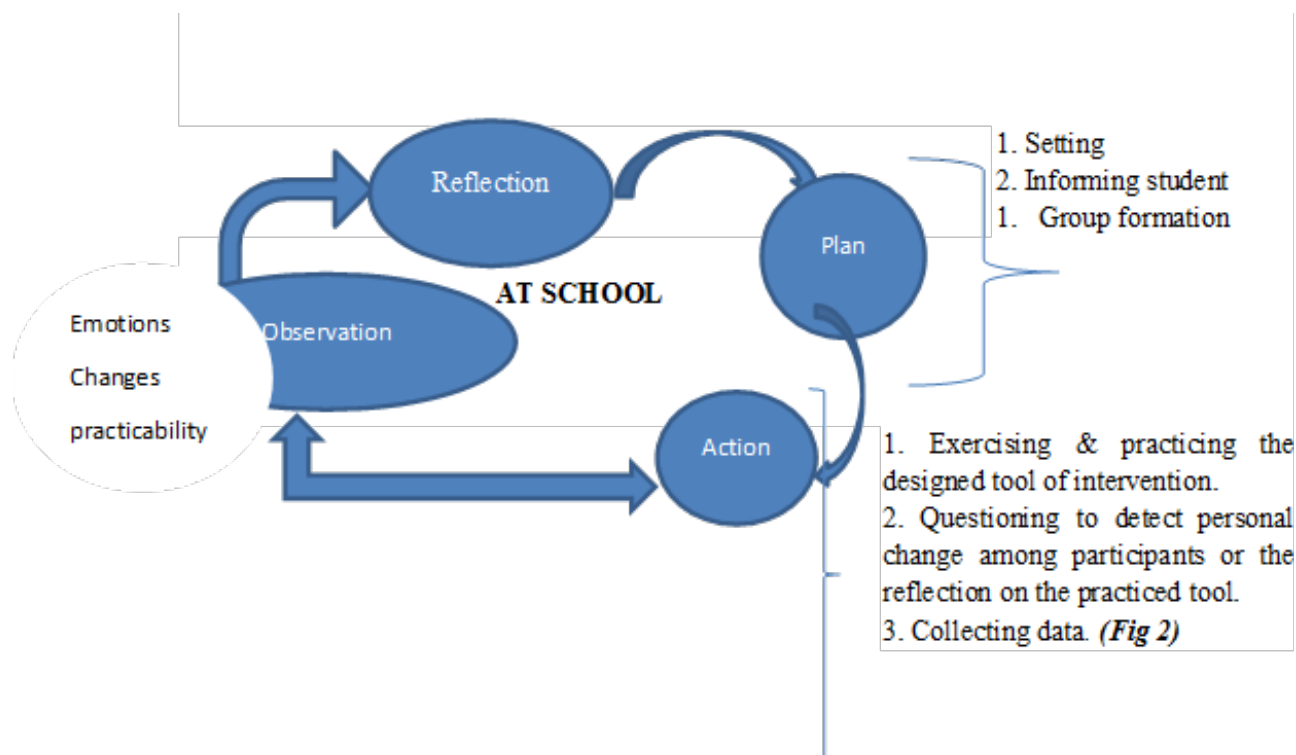 Reflection
1. Setting
2. Informing student
1. Group formation
Plan
AT SCHOOL
Emotions
Changes
practicability
Observation
Action
1. Exercising & practicing the
designed tool of intervention.
2. Questioning to detect personal
change among participants or the
reflection on the practiced tool.
3. Collecting data. (Fig 2)